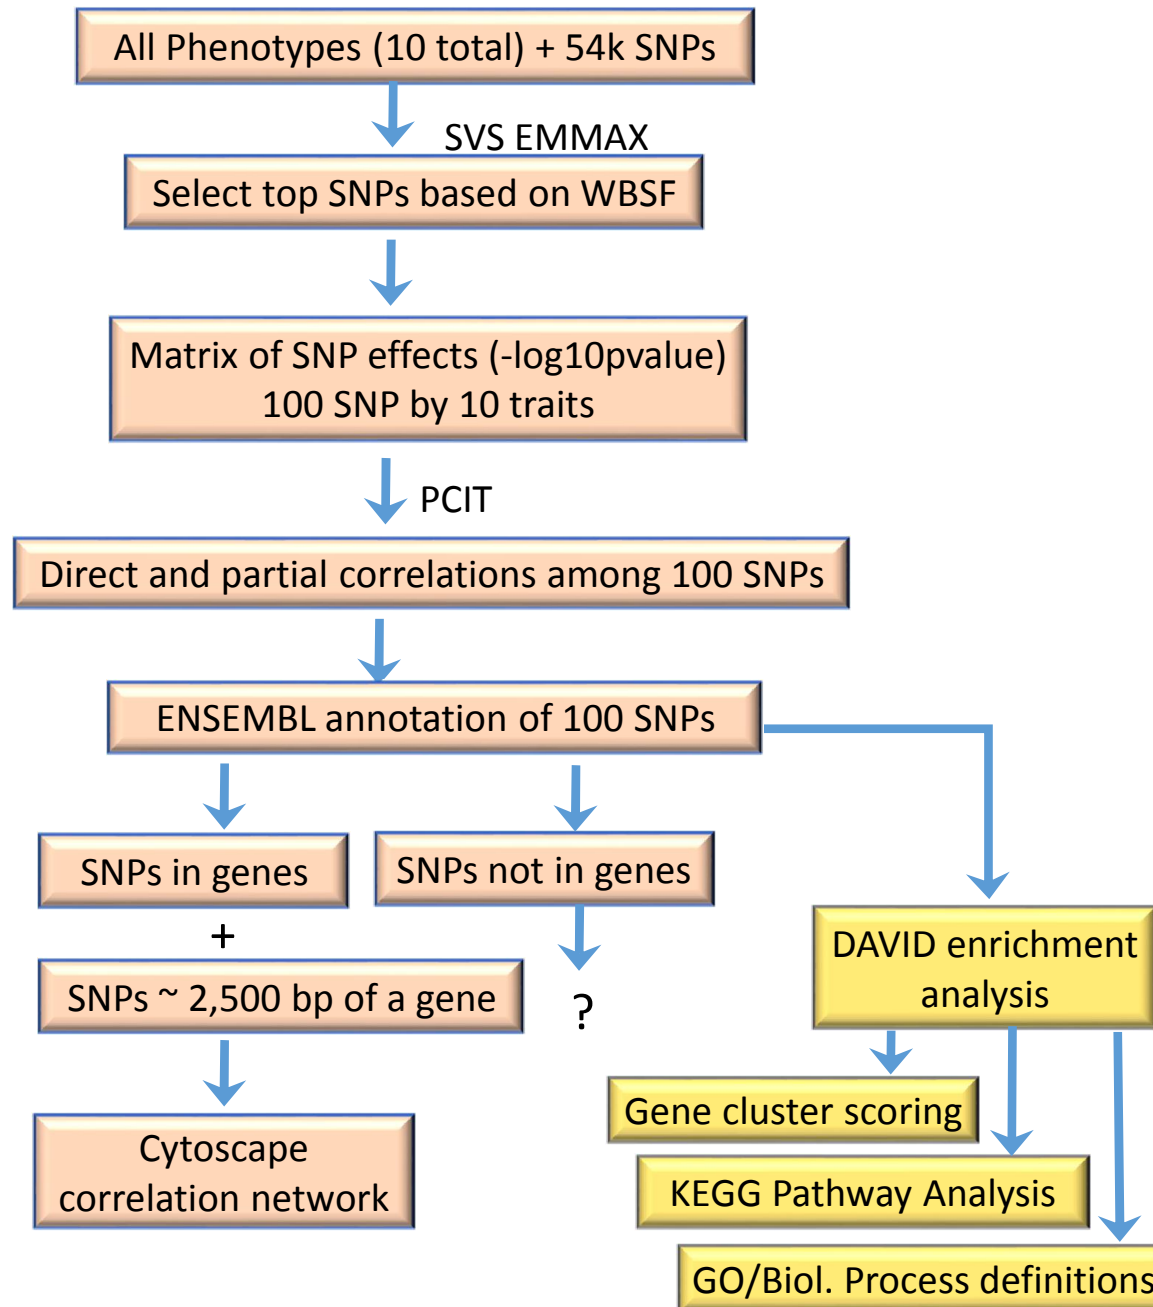 All Phenotypes (10 total) + 54k SNPs
SVS EMMAX
Select top SNPs based on WBSF
Matrix of SNP effects (-log10pvalue)
100 SNP by 10 traits
PCIT
Direct and partial correlations among 100 SNPs
ENSEMBL annotation of 100 SNPs
SNPs in genes
SNPs not in genes
+
SNPs ~ 2,500 bp of a gene
?
DAVID enrichment
analysis
Cytoscape
correlation network
Gene cluster scoring
KEGG Pathway Analysis
GO/Biol. Process definitions